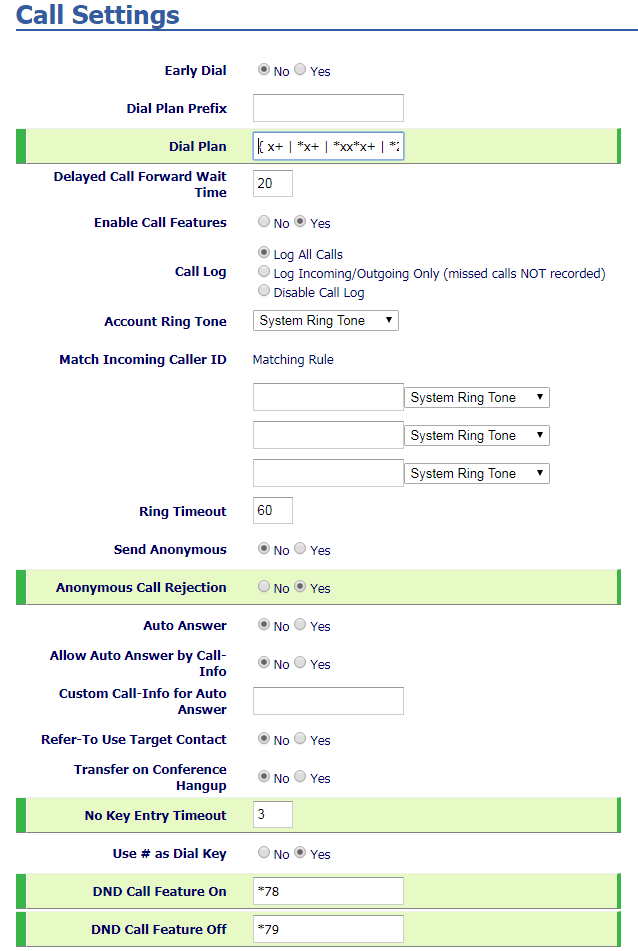 Call Settings
Early Dial No Yes
Dial Plan Prefix
Dial Plan { x+ | *x+ | *xx*x+ |
Delayed Call Forward Wait
Time 20
Enable Call Features No Yes
Log All Calls
Call Log Log Incoming/Outgoing Only (missed calls NOT recorded)
Disable Call Log
Account Ring Tone System Ring Tone
Match Incoming Caller ID Matching Rule
System Ring Tone
System Ring Tone
System Ring Tone
Ring Timeout 60
Send Anonymous No Yes
Anonymous Call Rejection No Yes
Auto Answer No Yes
Allow Auto Answer by Call-
Info No Yes
Custom Call-Info for Auto
Answer
Refer-To Use Target Contact No Yes
Transfer on Conference
Hangup No Yes
No Key Entry Timeout 3
Use # as Dial Key No Yes
DND Call Feature On *78
DND Call Feature Off *79